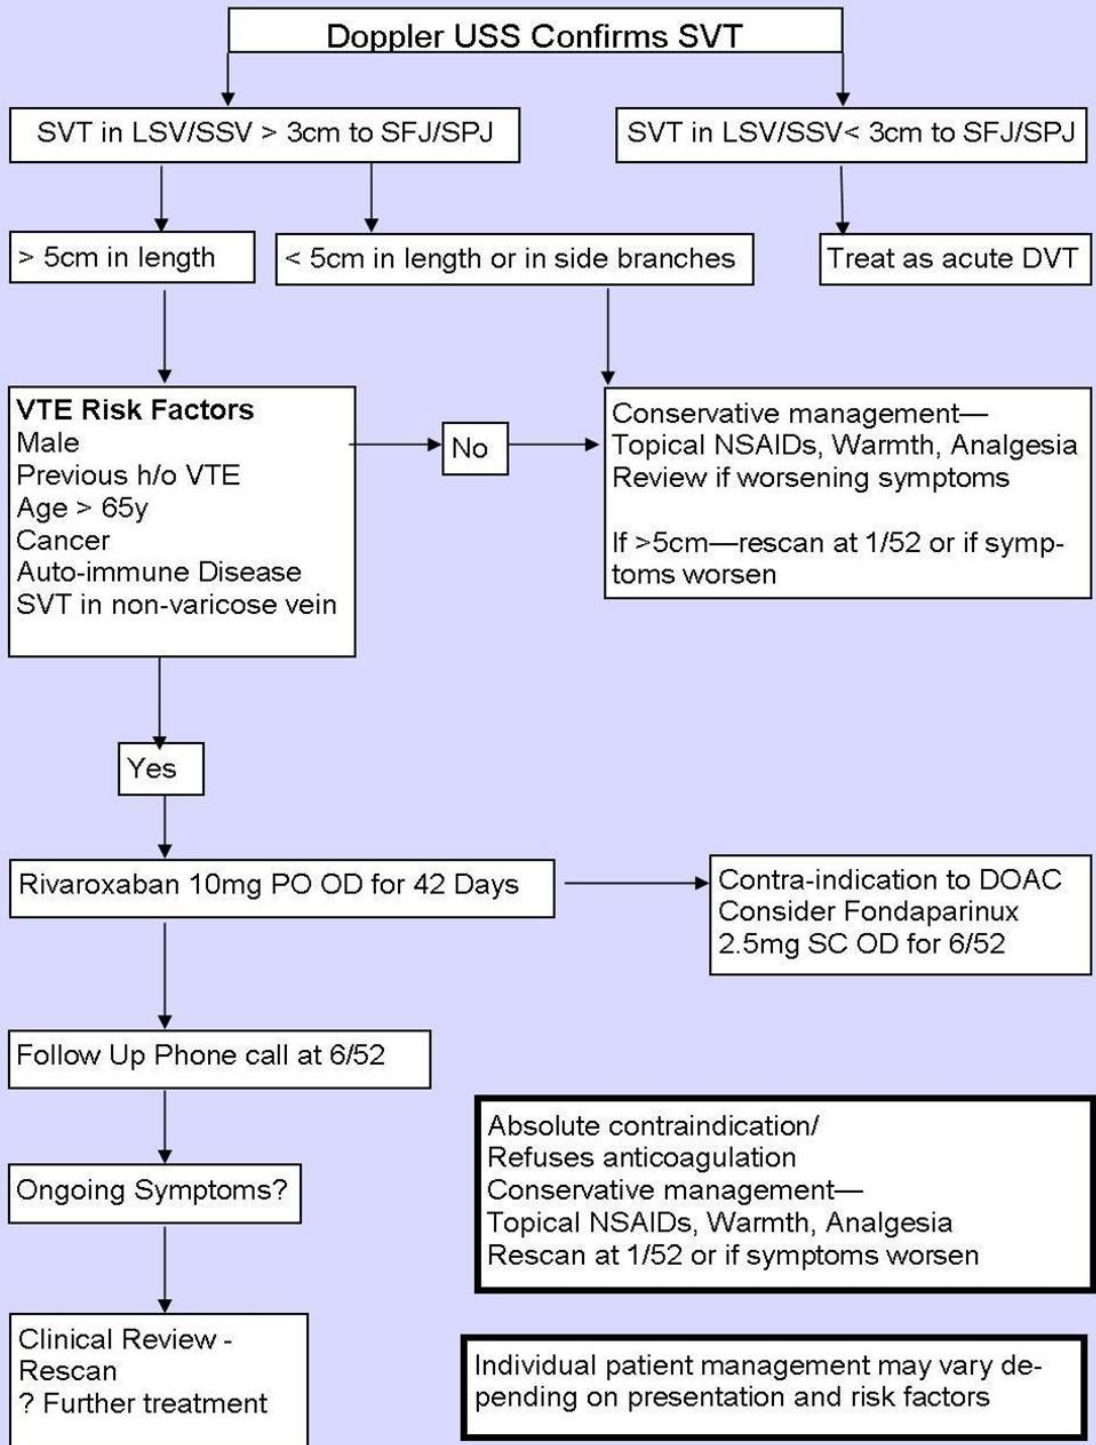 Doppler USS Confirms SVT
SVT in LSV/SSV > 3cm to SFJ/SPJ
SVT in LSV/SSV< 3cm to SFJ/SPJ
> 5cm in length
< 5cm in length or in side branches
Treat as acute DVT
VTE Risk Factors
Male
Previous h/o VTE
Age > 65y
Cancer
Auto-immune Disease
SVT in non-varicose vein
No
Conservative management—
Topical NSAIDs, Warmth, Analgesia
Review if worsening symptoms
If >5cm—rescan at 1/52 or if symp-
toms worsen
Yes
Rivaroxaban 10mg PO OD for 42 Days
Contra-indication to DOAC
Consider Fondaparinux
2.5mg SC OD for 6/52
Follow Up Phone call at 6/52
Ongoing Symptoms?
Clinical Review -
Rescan
? Further treatment
Absolute contraindication/
Refuses anticoagulation
Conservative management—
Topical NSAIDs, Warmth, Analgesia
Rescan at 1/52 or if symptoms worsen
Individual patient management may vary de-
pending on presentation and risk factors